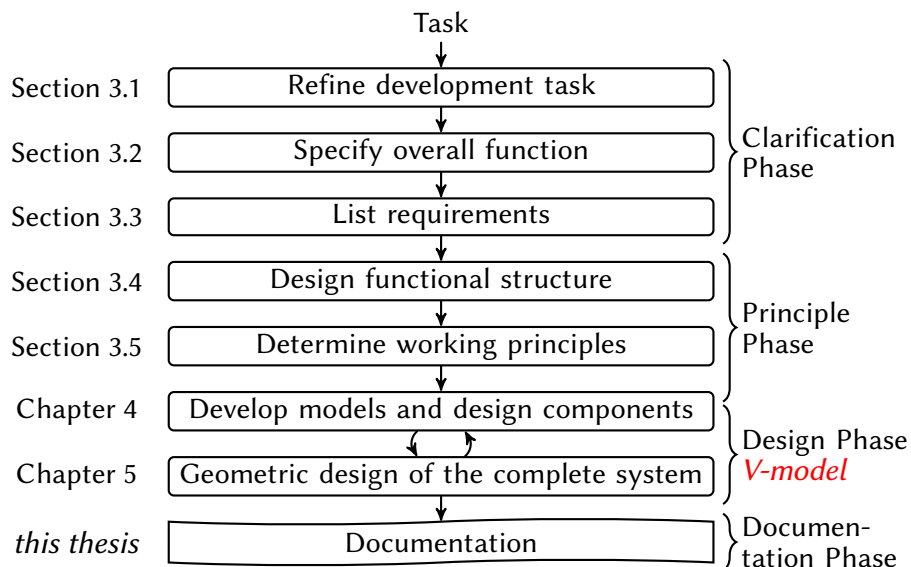 Task
Section 3.1
Refine development task
Section 3.2
Specify overall function
Clarification
Phase
Section 3.3
List requirements
Section 3.4
Design functional structure
Principle
Phase
Section 3.5
Determine working principles
Chapter 4
Develop models and design components
Design Phase
V-model
Chapter 5
Geometric design of the complete system
this thesis
Documentation
Documen-
tation Phase